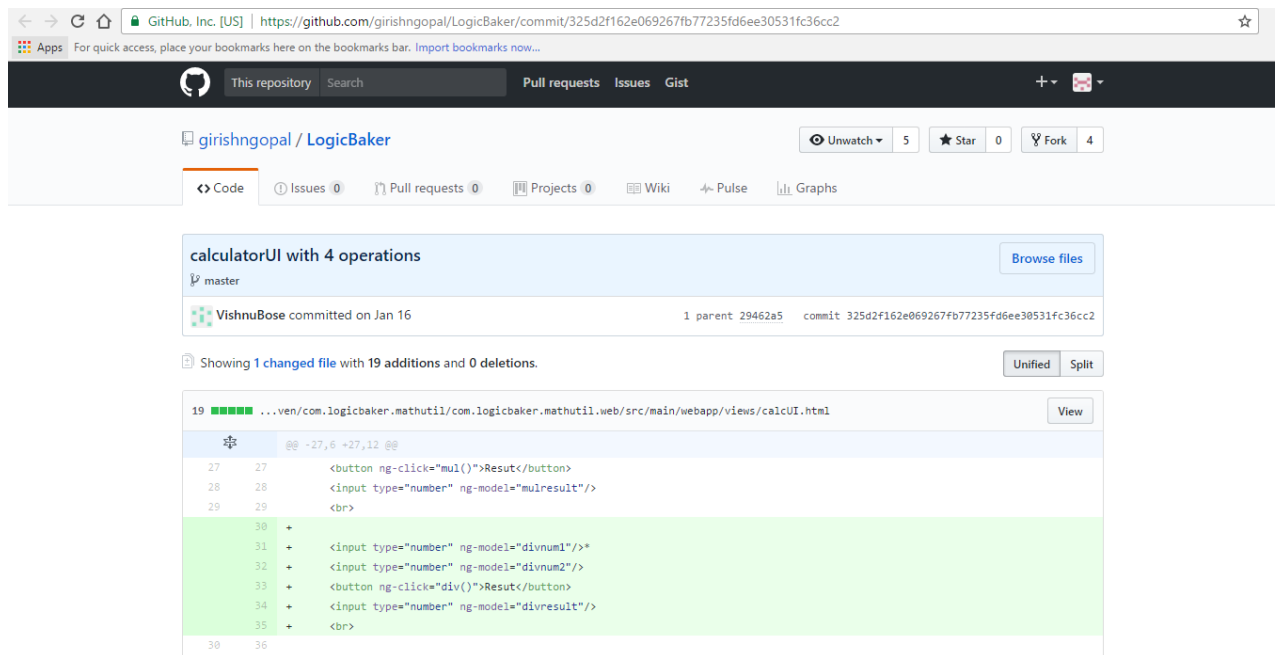 GitHub, Inc. [US] https://github.com/girishngopal/LogicBaker/commit/325d2f162e069267fb77235fd6ee30531fc36cc2
Apps For quick access, place your bookmarks here on the bookmarks bar. Import bookmarks now...
This repository Search Pull requests Issues Gist
girishngopal / LogicBaker Unwatch 5 Star 0 Fork 4
<> Code Issues 0 Pull requests 0 Projects 0 Wiki Pulse Graphs
calculatorUI with 4 operations Browse files
master
VishnuBose committed on Jan 16 1 parent 29462a5 commit 325d2f162e069267fb77235fd6ee30531fc36cc2
Showing 1 changed file with 19 additions and 0 deletions. Unified Split
19 ...ven/com.logicbaker.mathutil/com.logicbaker.mathutil.web/src/main/webapp/views/calcUI.html View
@@ -27,6 +27,12 @@
27 27 <button ng-click="mul()">Resut</button>
28 28 <input type="number" ng-model="mulresult"/>
29 29 <br>
30 +
31 + <input type="number" ng-model="divnum1"/>*
32 + <input type="number" ng-model="divnum2"/>
33 + <button ng-click="div()">Resut</button>
34 + <input type="number" ng-model="divresult"/>
35 + <br>
30 36